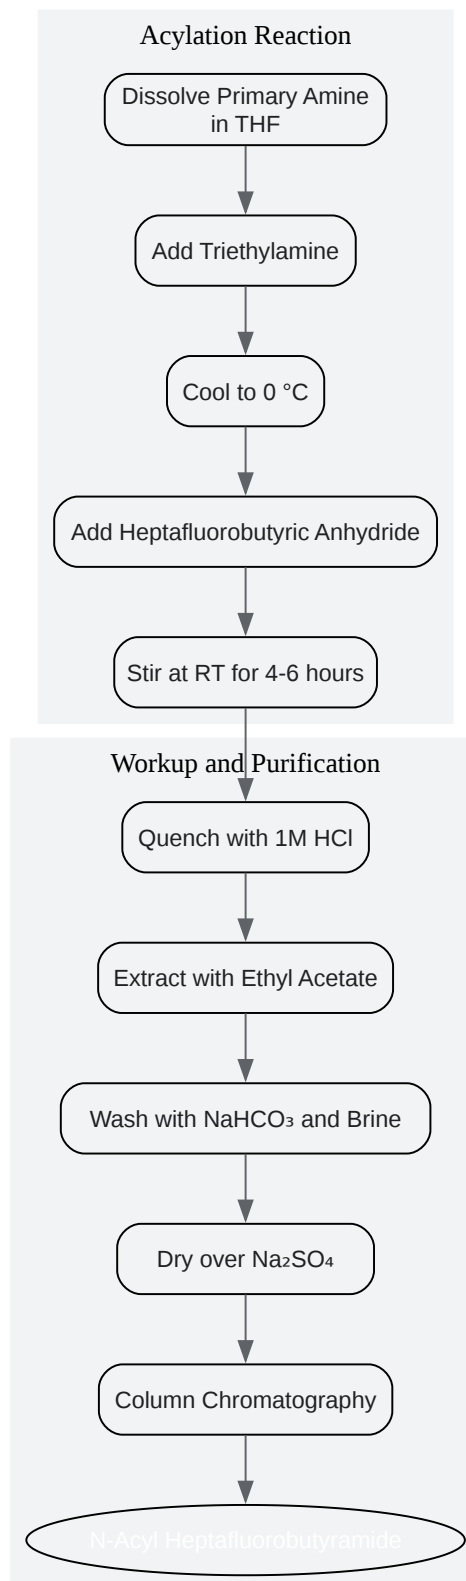 Acylation Reaction
Dissolve Primary Amine
in THF
Add Triethylamine
Cool to 0 °C
Add Heptafluorobutyric Anhydride
Stir at RT for 4-6 hours
Workup and Purification
Quench with 1M HCl
Extract with Ethyl Acetate
Wash with NaHCO₃ and Brine
Dry over Na₂SO₄
Column Chromatography
N-Acyl Heptafluorobutyramide